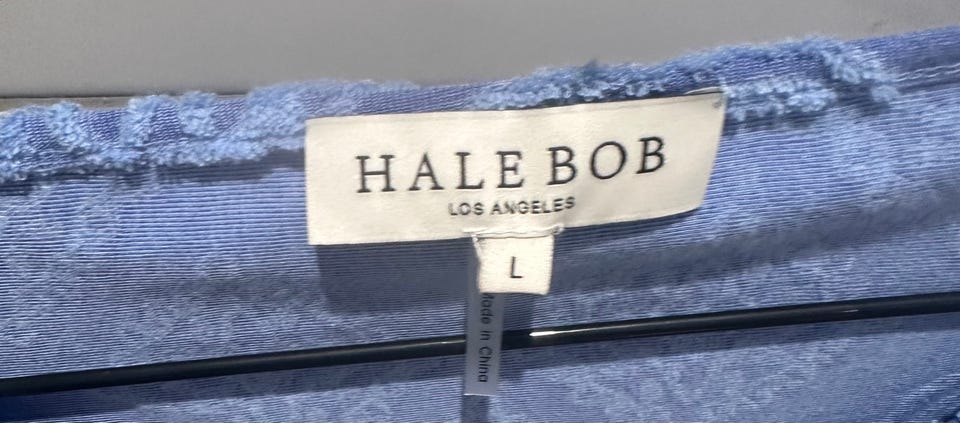 HALE BOB
LOS ANGELES
L
Made in China